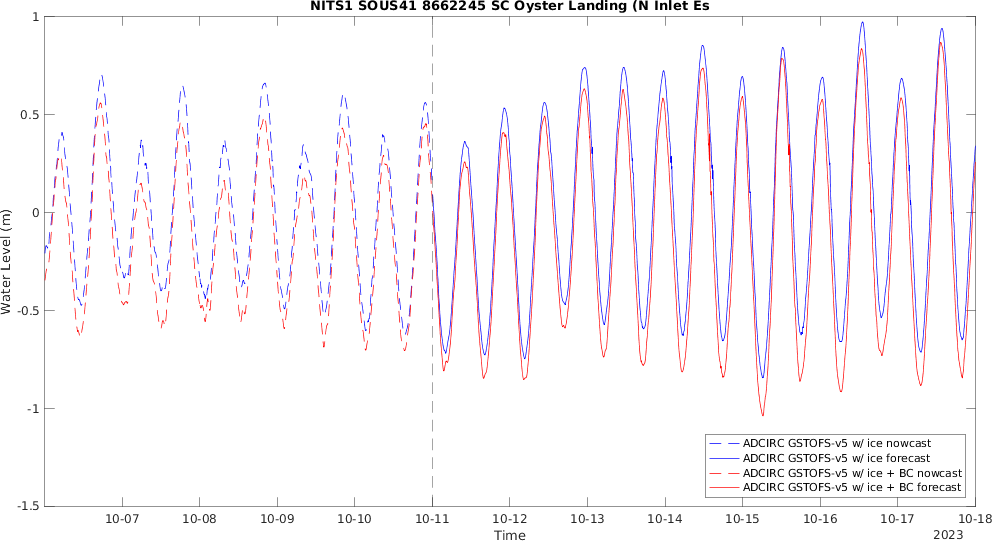 NITS1 SOUS41 8662245 SC Oyster Landing (N Inlet Es
1
0.5
0
-0.5
-1
-1.5
Water Level (m)
10-07 10-08 10-09 10-10 10-11 10-12 10-13 10-14 10-15 10-16 10-17 10-18
Time
2023
ADCIRC GSTOFS-v5 w/ ice nowcast
ADCIRC GSTOFS-v5 w/ ice forecast
ADCIRC GSTOFS-v5 w/ ice + BC nowcast
ADCIRC GSTOFS-v5 w/ ice + BC forecast